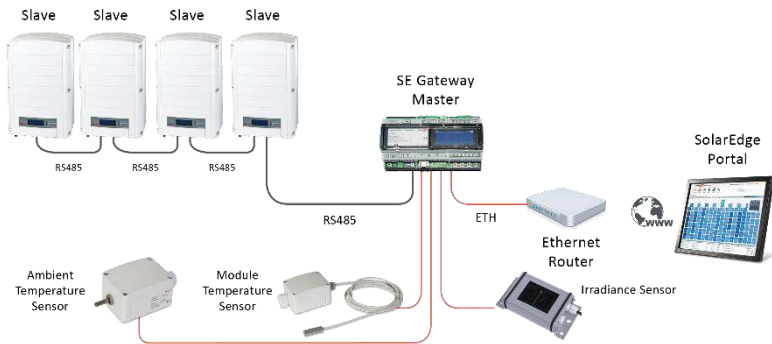 Slave
Slave
Slave
Slave
SE Gateway
Master
SolarEdge
Portal
RS485
RS485
RS485
RS485
ETH
www
Ethernet
Router
Ambient
Temperature
Sensor
Module
Temperature
Sensor
Irradiance Sensor